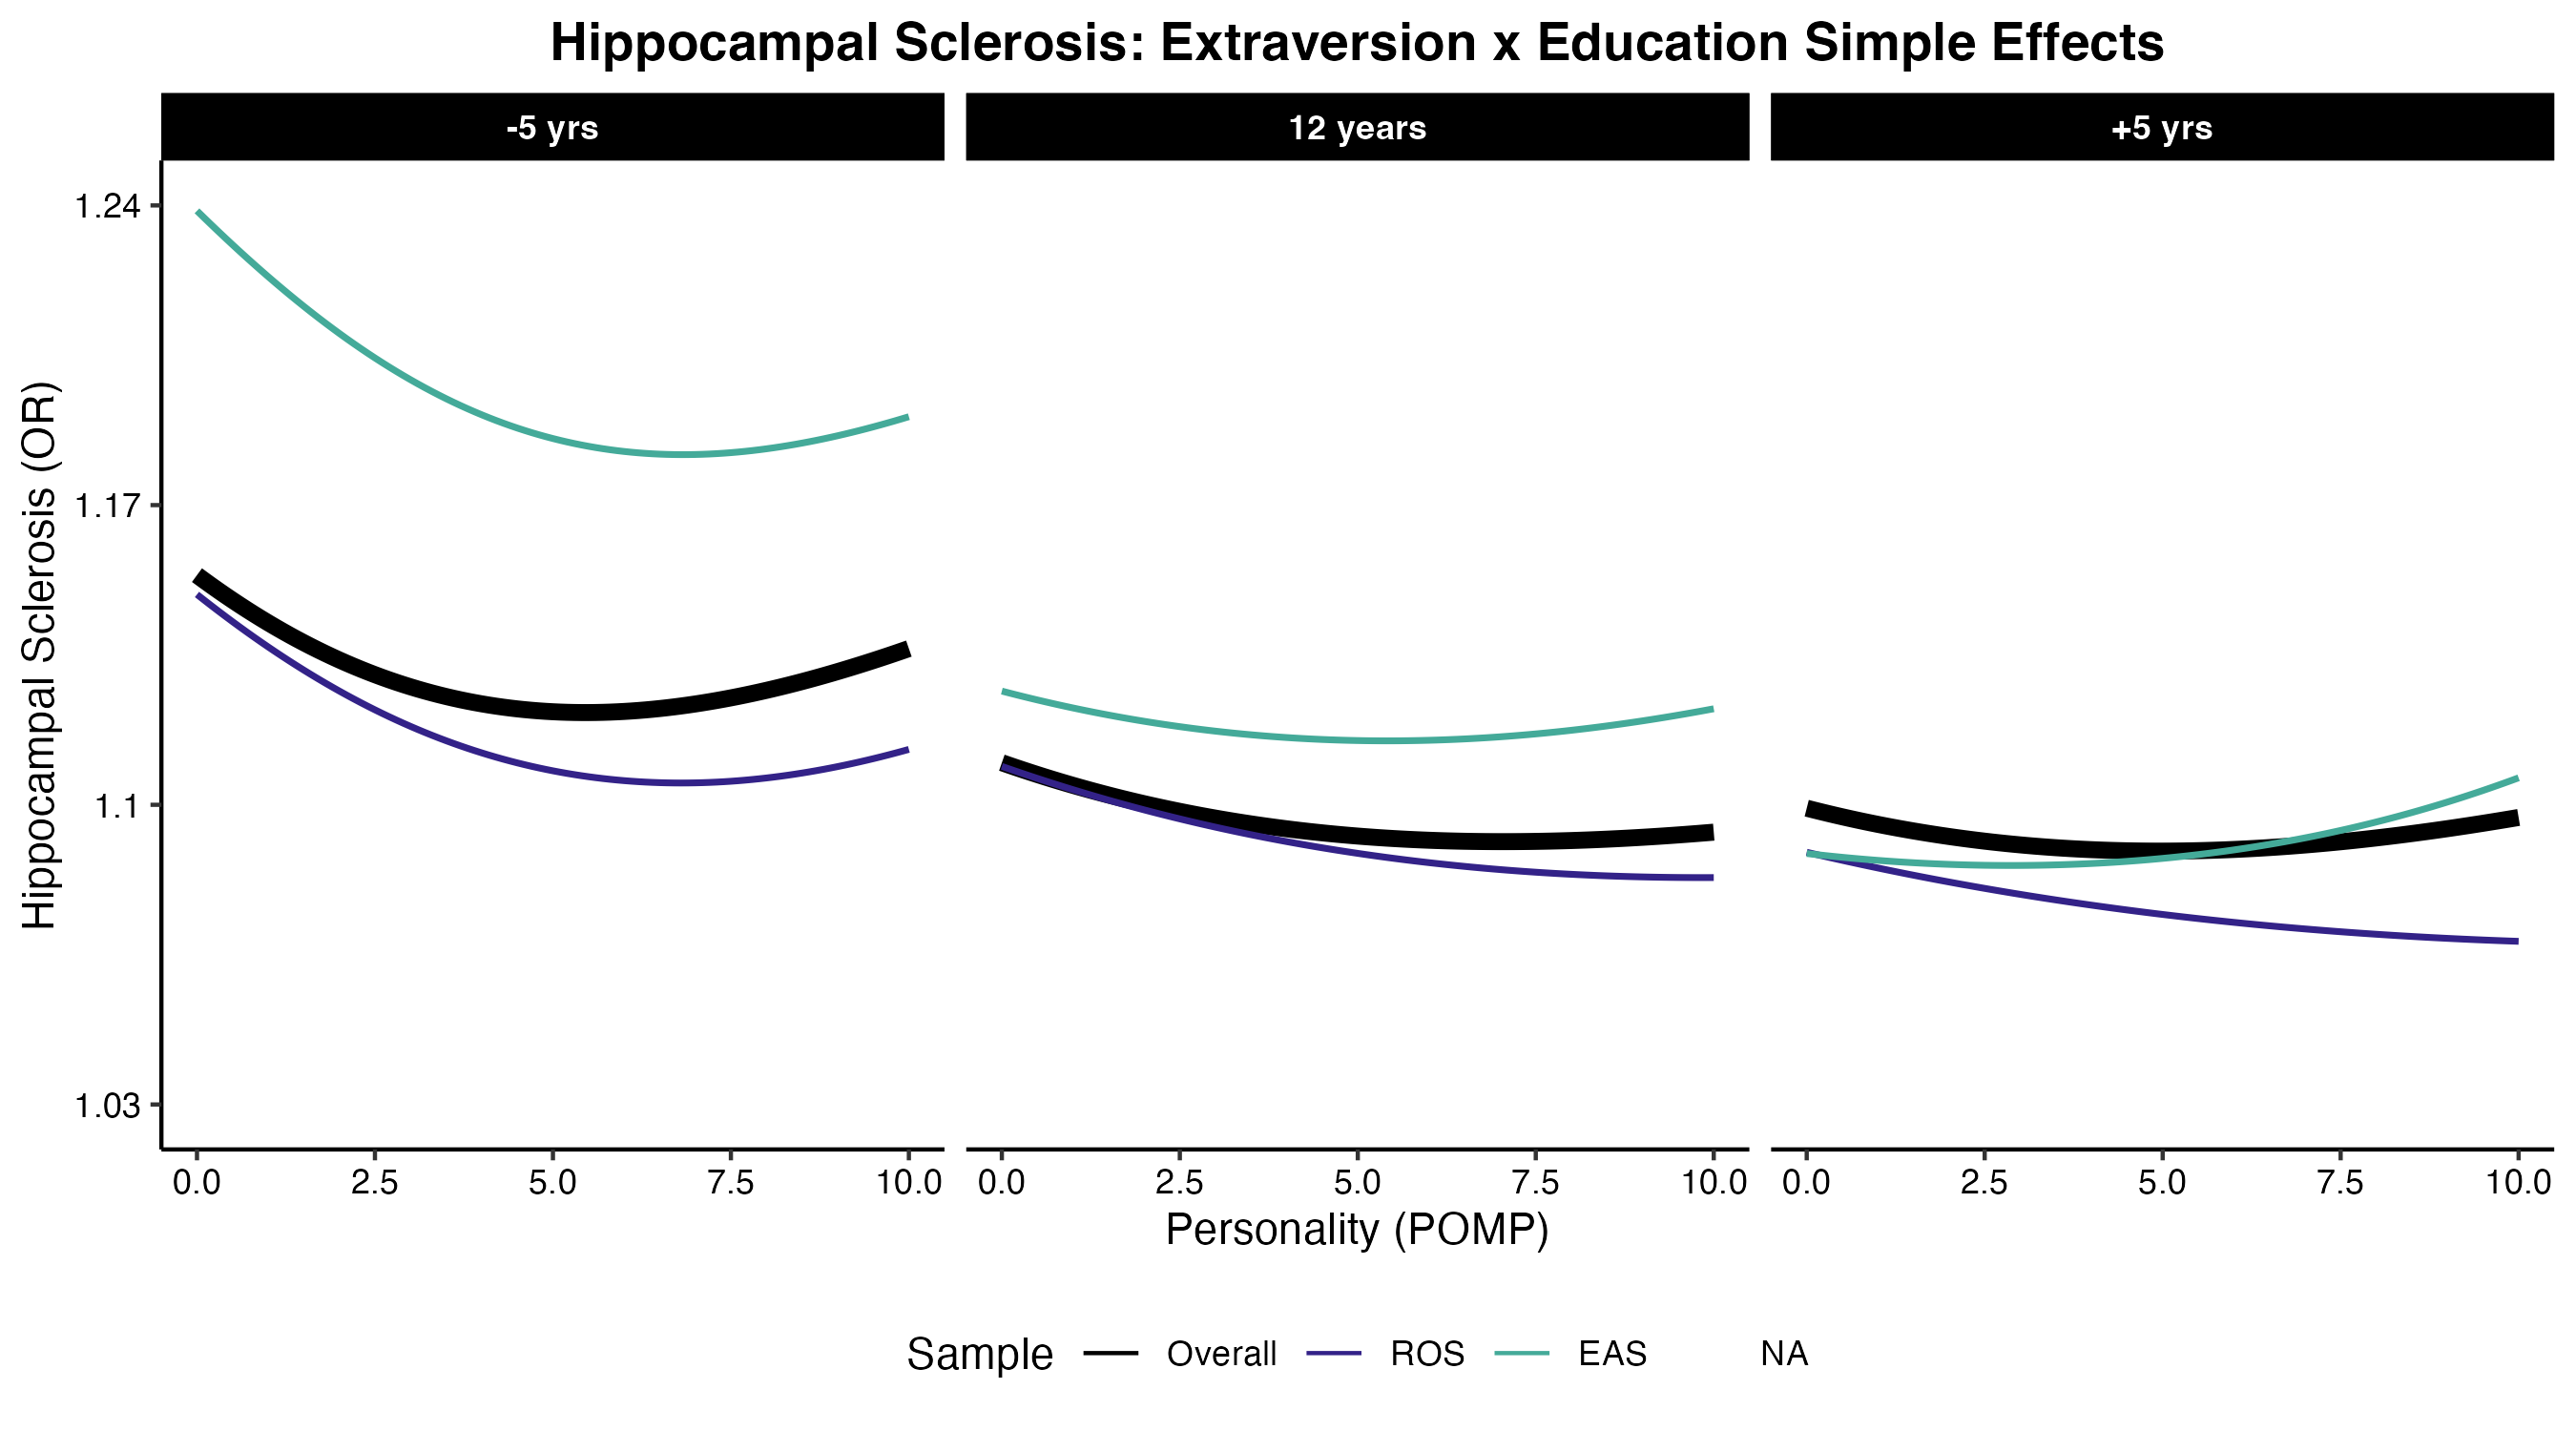 Hippocampal Sclerosis: Extraversion x Education Simple Effects
-5 yrs
12 years
+5 yrs
Hippocampal Sclerosis (OR)
1.24
1.17
1.1
1.03
0.0 2.5 5.0 7.5 10.0
0.0 2.5 5.0 7.5 10.0
0.0 2.5 5.0 7.5 10.0
Personality (POMP)
Sample Overall ROS EAS NA